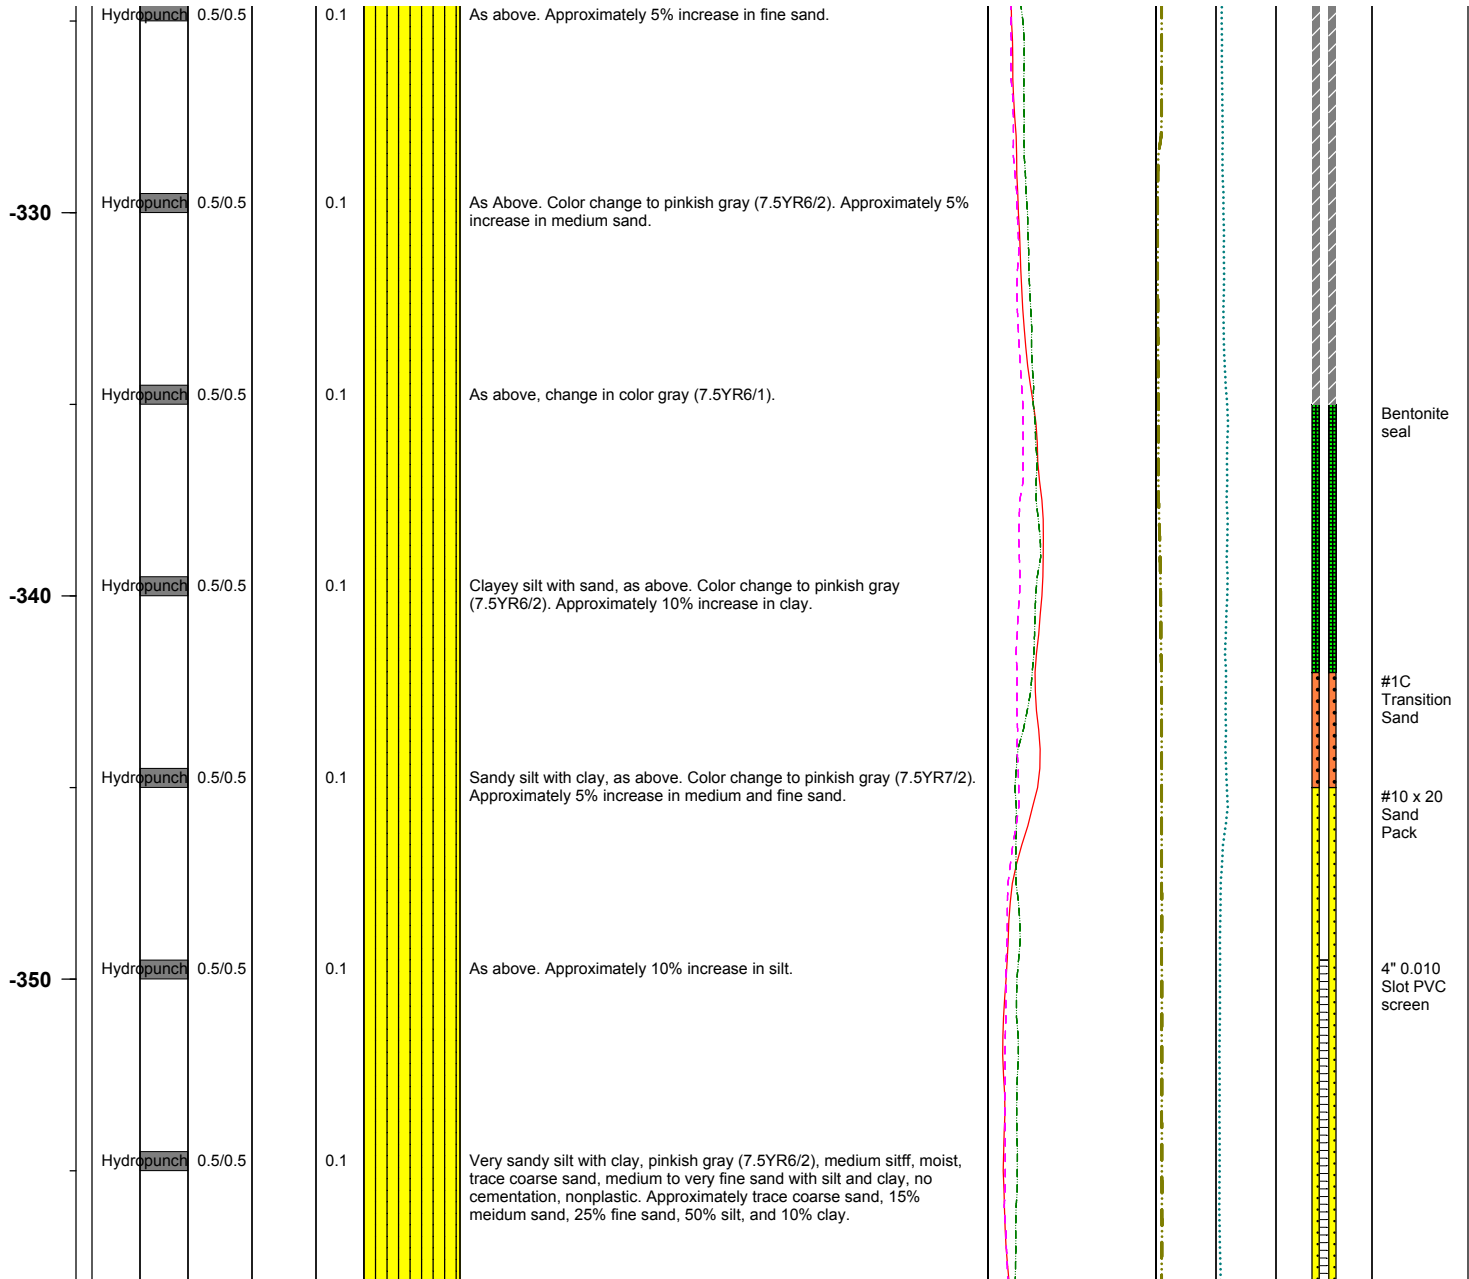 Hydropunch 0.5/0.5 0.1 As above. Approximately 5% increase in fine sand.
-330 Hydropunch 0.5/0.5 0.1 As Above. Color change to pinkish gray (7.5YR6/2). Approximately 5%
increase in medium sand.
Hydropunch 0.5/0.5 0.1 As above, change in color gray (7.5YR6/1).
Bentonite
seal
-340 Hydropunch 0.5/0.5 0.1 Clayey silt with sand, as above. Color change to pinkish gray
(7.5YR6/2). Approximately 10% increase in clay.
#1C
Transition
Sand
Hydropunch 0.5/0.5 0.1 Sandy silt with clay, as above. Color change to pinkish gray (7.5YR7/2).
Approximately 5% increase in medium and fine sand.
#10 x 20
Sand
Pack
-350 Hydropunch 0.5/0.5 0.1 As above. Approximately 10% increase in silt.
4" 0.010
Slot PVC
screen
Hydropunch 0.5/0.5 0.1 Very sandy silt with clay, pinkish gray (7.5YR6/2), medium sitff, moist,
trace coarse sand, medium to very fine sand with silt and clay, no
cementation, nonplastic. Approximately trace coarse sand, 15%
meidum sand, 25% fine sand, 50% silt, and 10% clay.